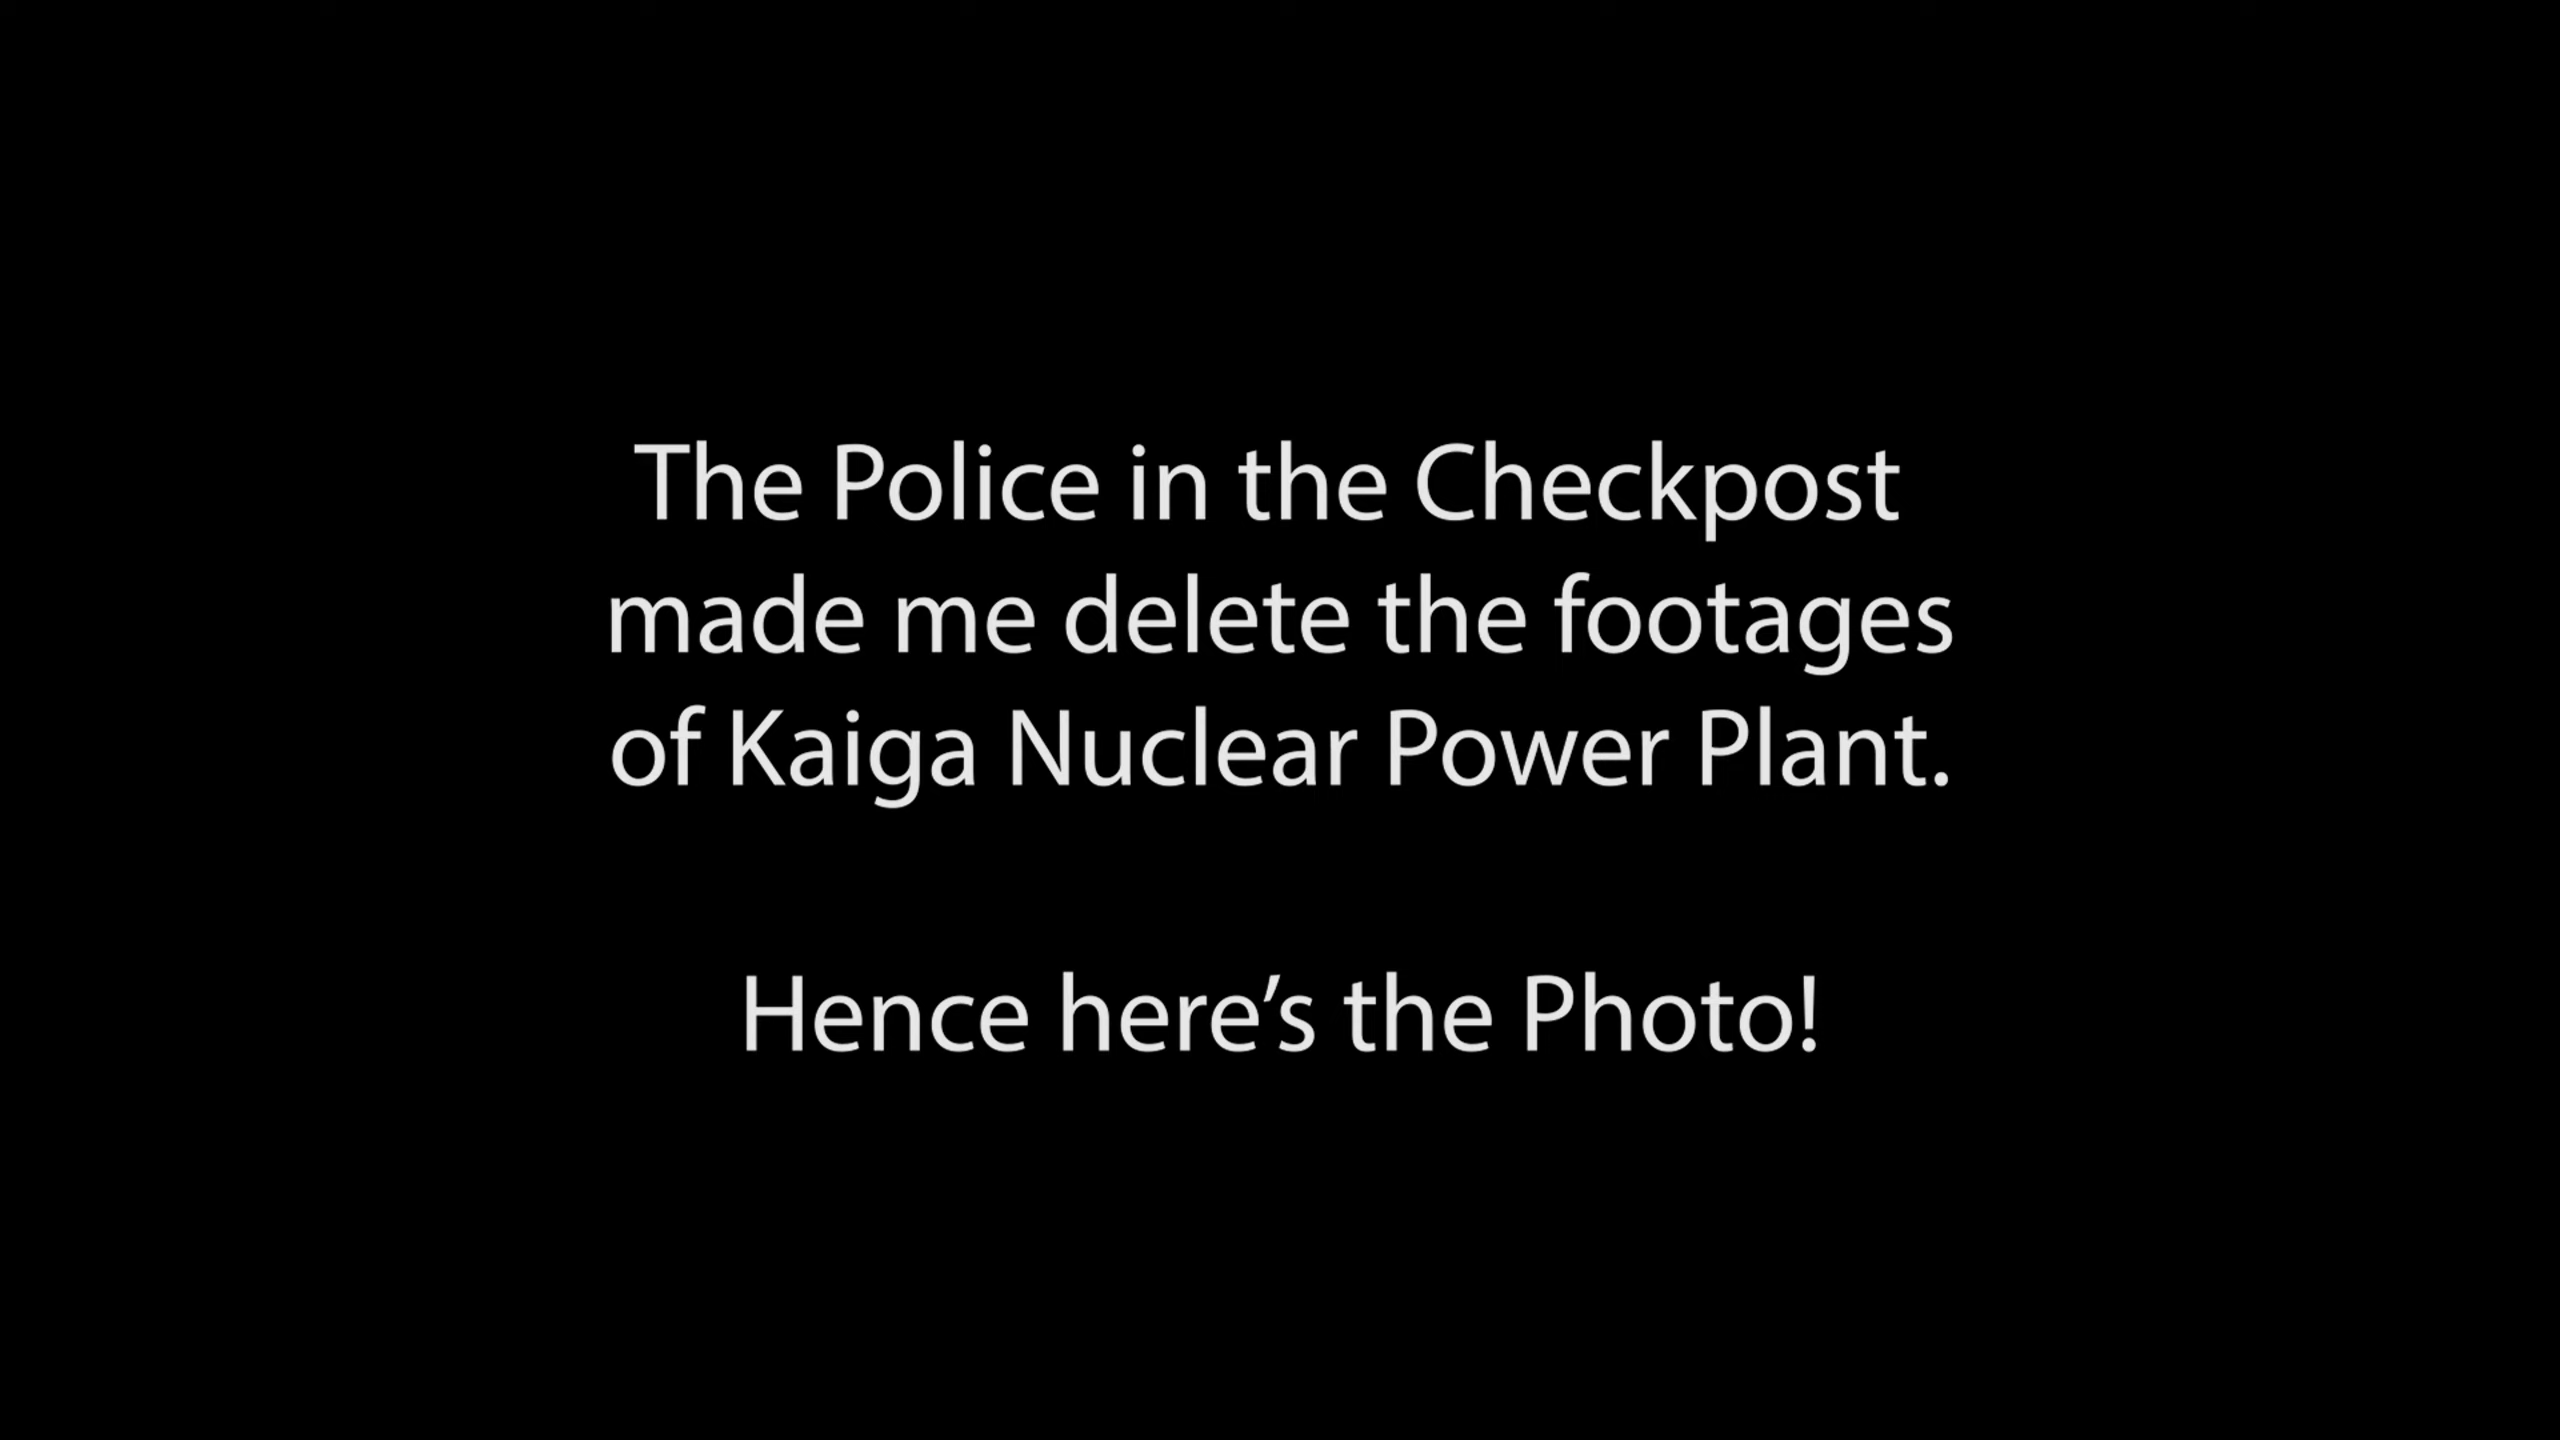 The Police in the Checkpost
made me delete the footages
of Kaiga Nuclear Power Plant.
Hence here’s the Photo!